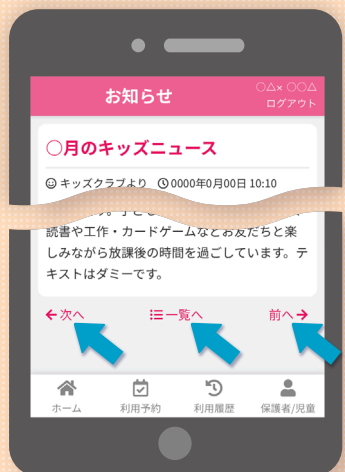 お知らせ
○△× ○○△
ログアウト
○月のキッズニュース
キッズクラブより 0000年0月00日 10:10
読書や工作・カードゲームなどお友だちと楽
しみながら放課後の時間を過ごしています。テ
キストはダミーです。
←次へ 一覧へ 前へ→
ホーム 利用予約 利用履歴 保護者/児童